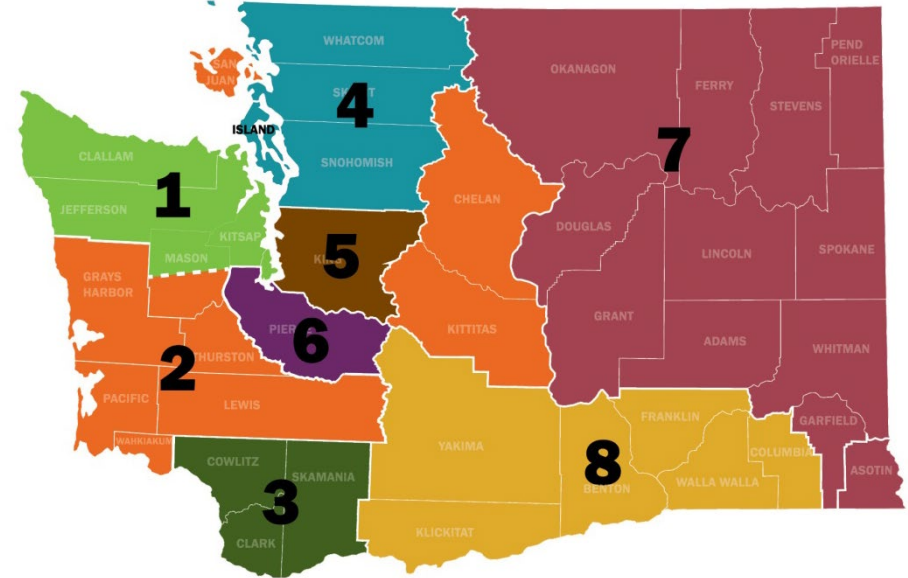 WHATCOM
PEND
ORIELLE
SAN
JUAN
OKANAGON
FERRY
STEVENS
4
ISLAND
7
SNOHOMISH
CLALLAM
1
CHELAN
JEFFERSON
KITSAP
DOUGLAS
LINCOLN
SPOKANE
MASON
5
GRAYS
HARBOR
GRANT
PIERCE
6
KITTITAS
ADAMS
WHITMAN
THURSTON
2
PACIFIC
LEWIS
FRANKLIN
GARFIELD
WAHKIAKUM
YAKIMA
COLUMBIA
COWLITZ
SKAMANIA
8
ASOTIN
BENTON
WALLA WALLA
3
KLICKITAT
CLARK